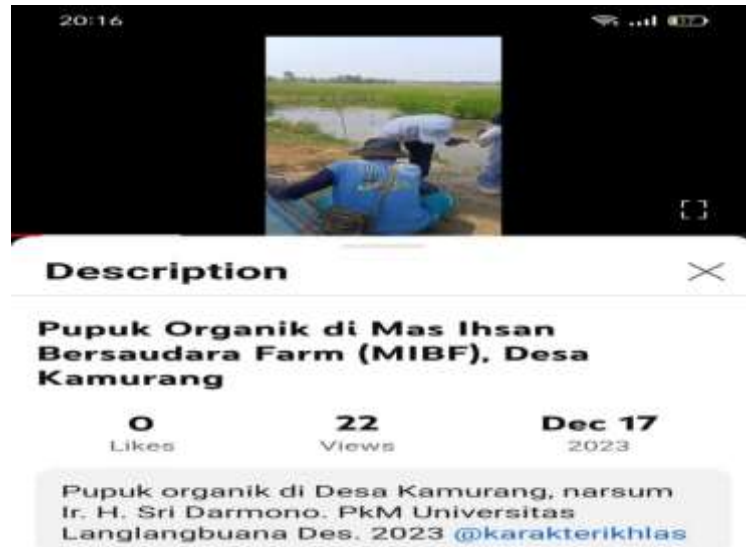 20:16
Description
Pupuk Organik di Mas Ihsan
Bersaudara Farm (MIBF), Desa
Kamurang
0 22 Dec 17
Likes Views 2023
Pupuk organik di Desa Kamurang, narsum
Ir. H. Sri Darmono. PkM Universitas
Langlangbuana Des. 2023 @karakterikhlas